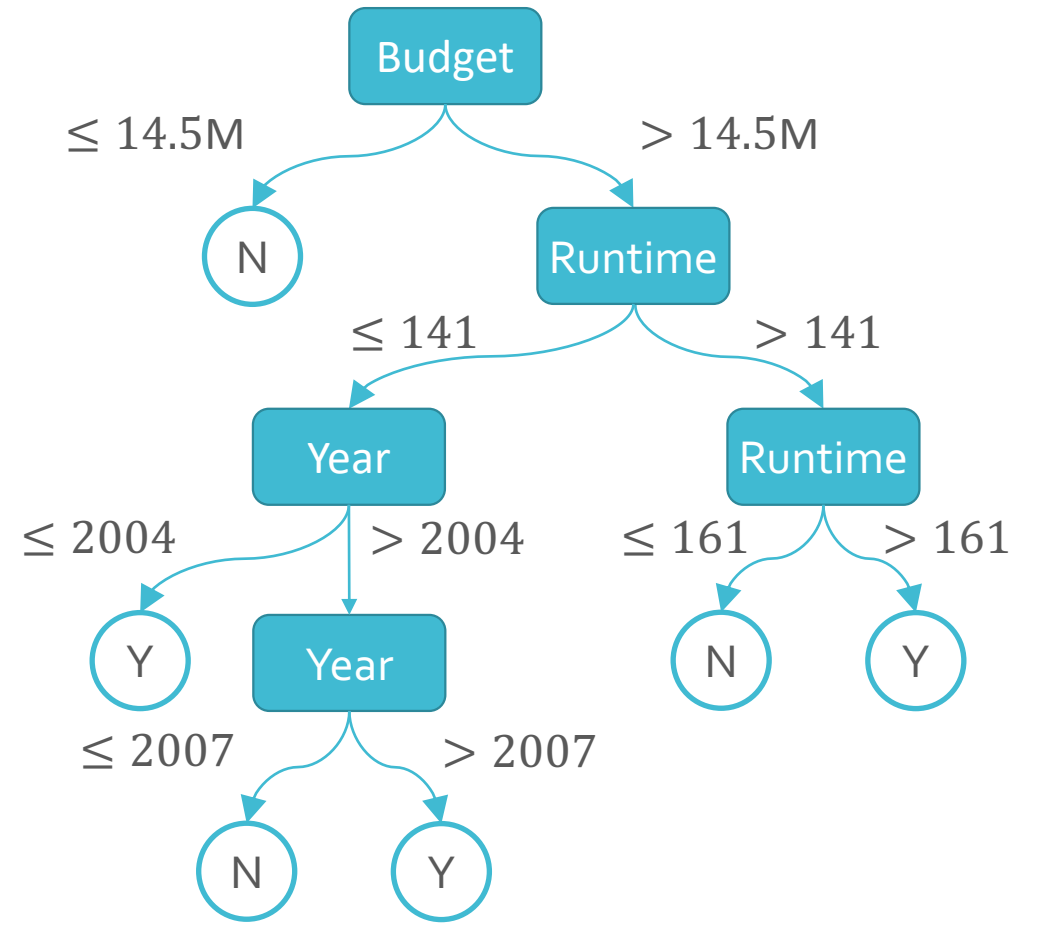 Budget
≤ 14.5M
> 14.5M
N
Runtime
≤ 141
> 141
Year
Runtime
≤ 2004
> 2004
≤ 161
> 161
Y
Year
N
Y
≤ 2007
> 2007
N
Y